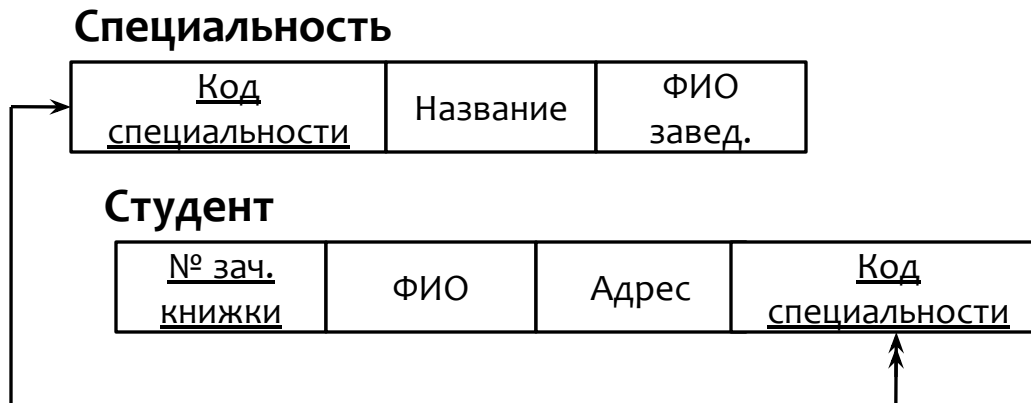 Специальность
Код
специальности
Название
ФИО
завед.
Студент
№ зач.
книжки
ФИО
Адрес
Код
специальности